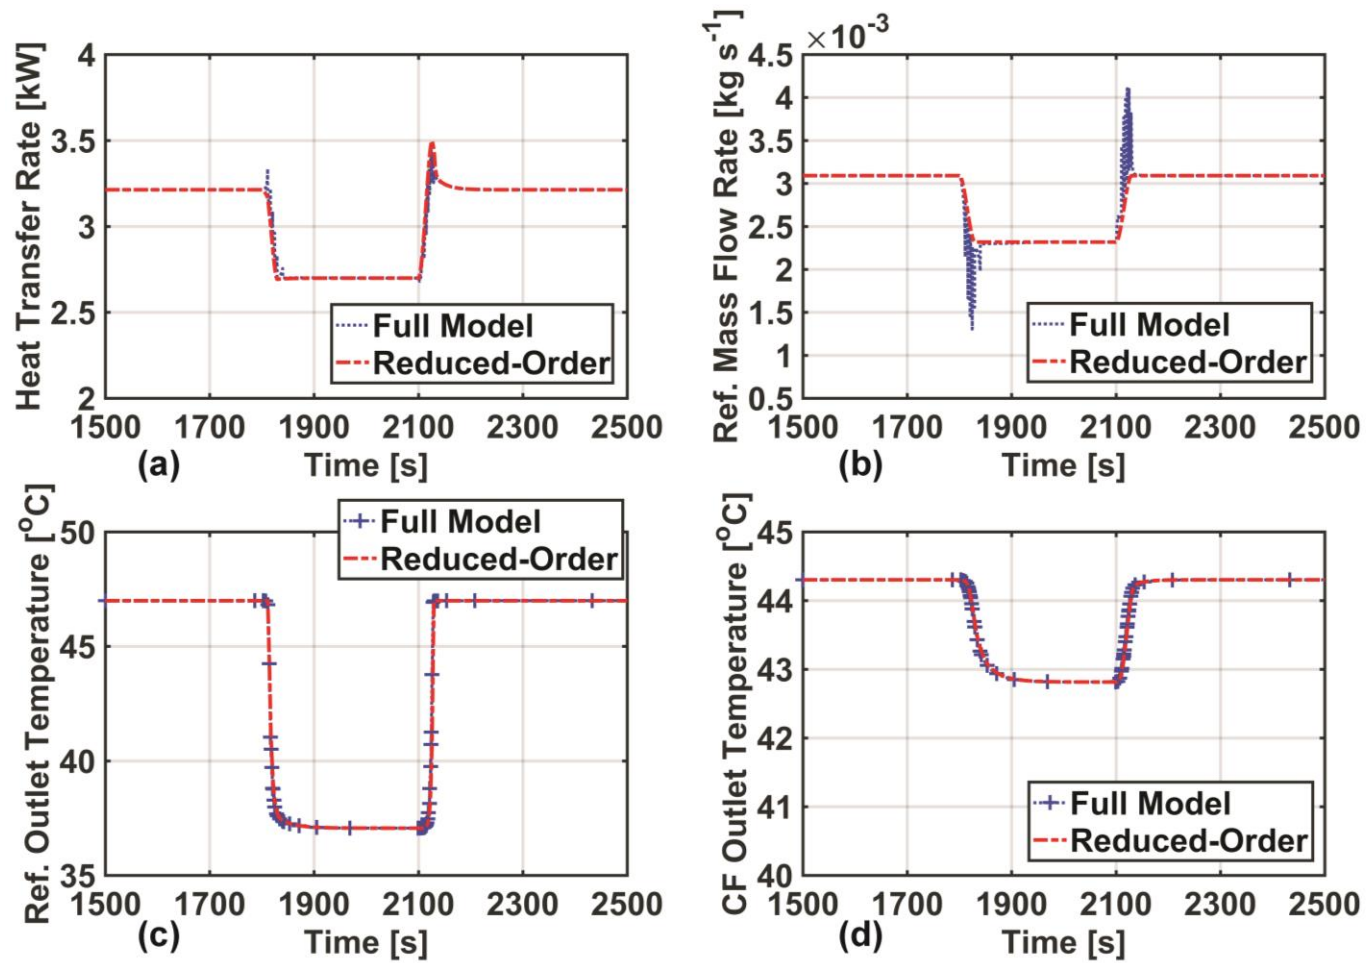 4
3.5
3
2.5
2
Heat Transfer Rate [kW]
1500 1700 1900 2100 2300 2500
Full Model
Reduced-Order
(a) Time [s]
×10⁻³
4.5
4
3.5
3
2.5
2
1.5
1
0.5
Ref. Mass Flow Rate [kg s⁻¹]
1500 1700 1900 2100 2300 2500
Full Model
Reduced-Order
(b) Time [s]
50
45
40
35
Ref. Outlet Temperature [°C]
1500 1700 1900 2100 2300 2500
Full Model
Reduced-Order
(c) Time [s]
45
44
43
42
41
40
CF Outlet Temperature [°C]
1500 1700 1900 2100 2300 2500
Full Model
Reduced-Order
(d) Time [s]